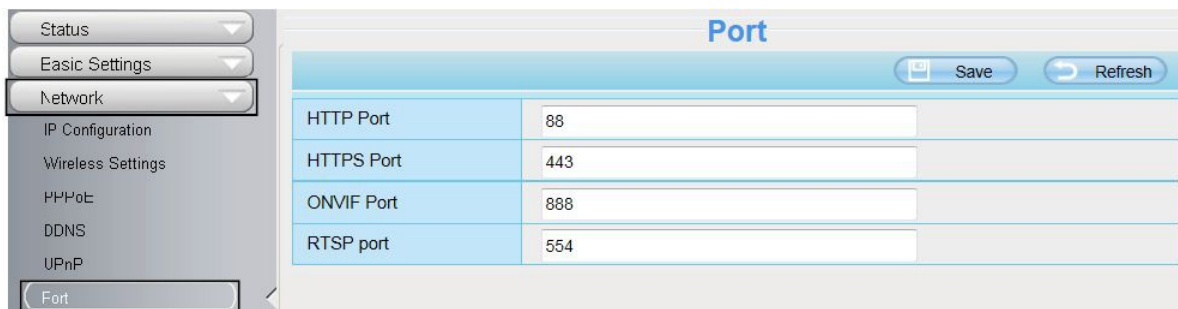 Status
Easic Settings
Network
IP Configuration
Wireless Settings
PPPoE
DDNS
UPnP
Fort
Port
Save Refresh
HTTP Port 88
HTTPS Port 443
ONVIF Port 888
RTSP port 554